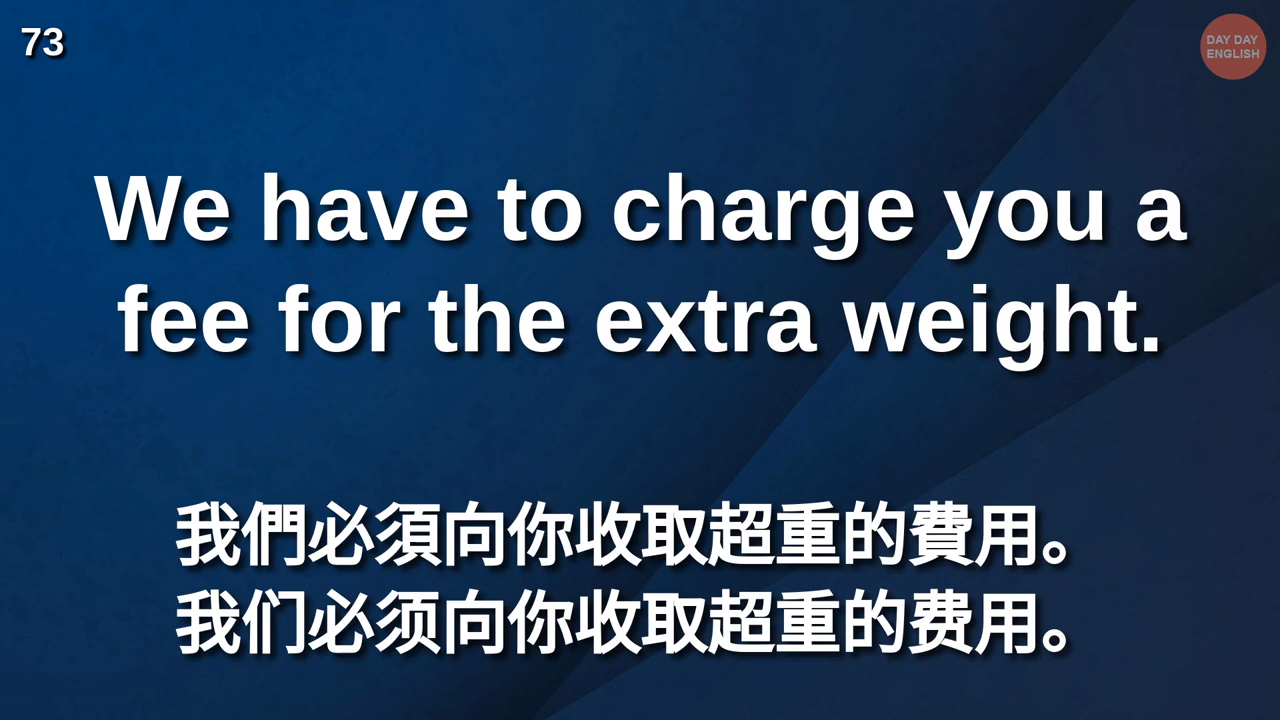 73
DAY DAY
ENGLISH
We have to charge you a
fee for the extra weight.
我們必須向你收取超重的費用。
我们必须向你收取超重的费用。